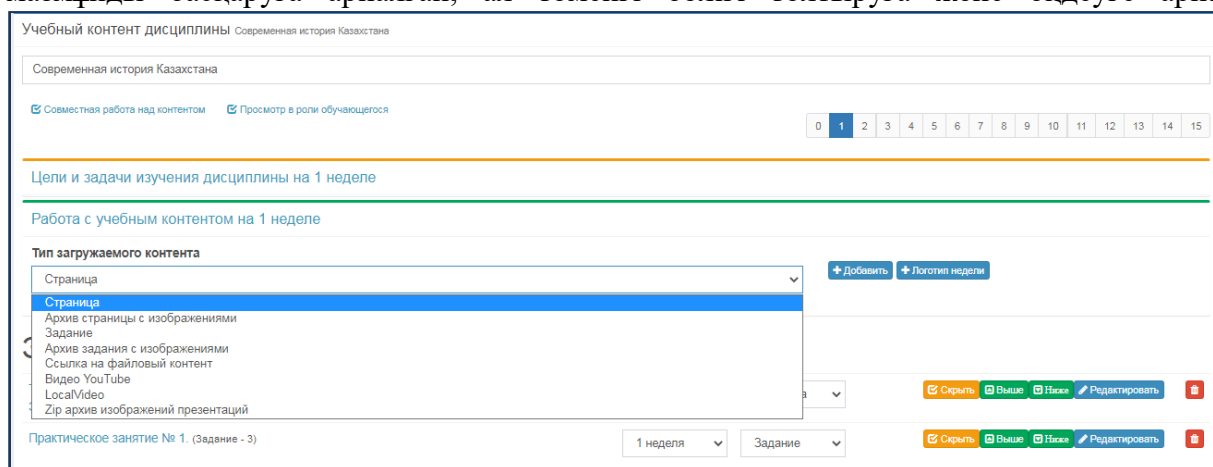 Учебный контент дисциплины Современная история Казахстана
Современная история Казахстана
Совместная работа над контентом Просмотр в роли обучающегося
0 1 2 3 4 5 6 7 8 9 10 11 12 13 14 15
Цели и задачи изучения дисциплины на 1 неделе
Работа с учебным контентом на 1 неделе
Тип загружаемого контента
Страница
Добавить Логотип недели
Страница
Архив страницы с изображениями
Задание
Архив задания с изображениями
Ссылка на файловый контент
Видео YouTube
LocalVideo
Zip архив изображений презентаций
Скрыть Выше Ниже Редактировать
Практическое занятие № 1. (Задание - 3) 1 неделя Задание Скрыть Выше Ниже Редактировать